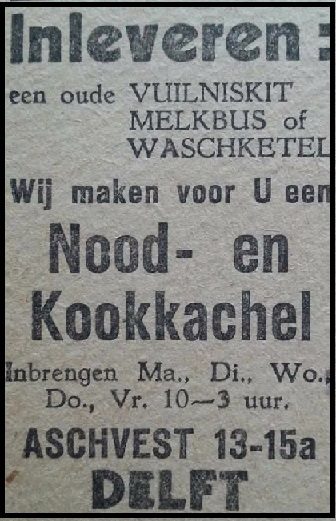 Inleveren:
een oude VUILNISKIT
MELKBUS of
WASCHKETEL
Wij maken voor U een
Nood- en
Kookkachel
Inbrengen Ma., Di., Wo.,
Do., Vr. 10—3 uur.
ASCHVEST 13-15a
DELFT